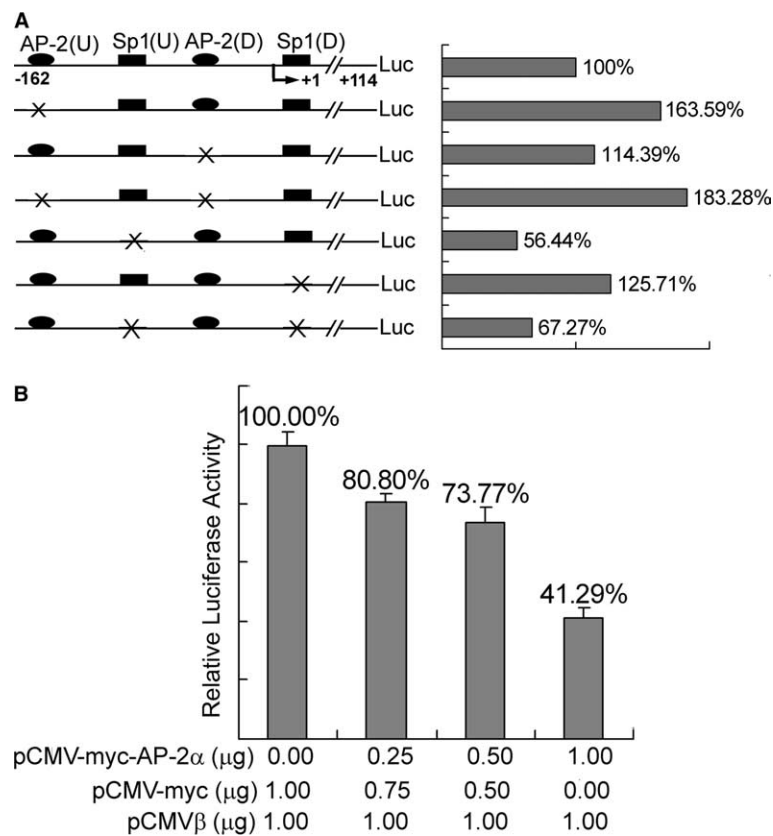 A
AP-2(U) Sp1(U) AP-2(D) Sp1(D)
-162 +1 +114 Luc 100%
Luc 163.59%
Luc 114.39%
Luc 183.28%
Luc 56.44%
Luc 125.71%
Luc 67.27%
B
Relative Luciferase Activity
100.00% 80.80% 73.77% 41.29%
pCMV-myc-AP-2α (μg) 0.00 0.25 0.50 1.00
pCMV-myc (μg) 1.00 0.75 0.50 0.00
pCMVβ (μg) 1.00 1.00 1.00 1.00